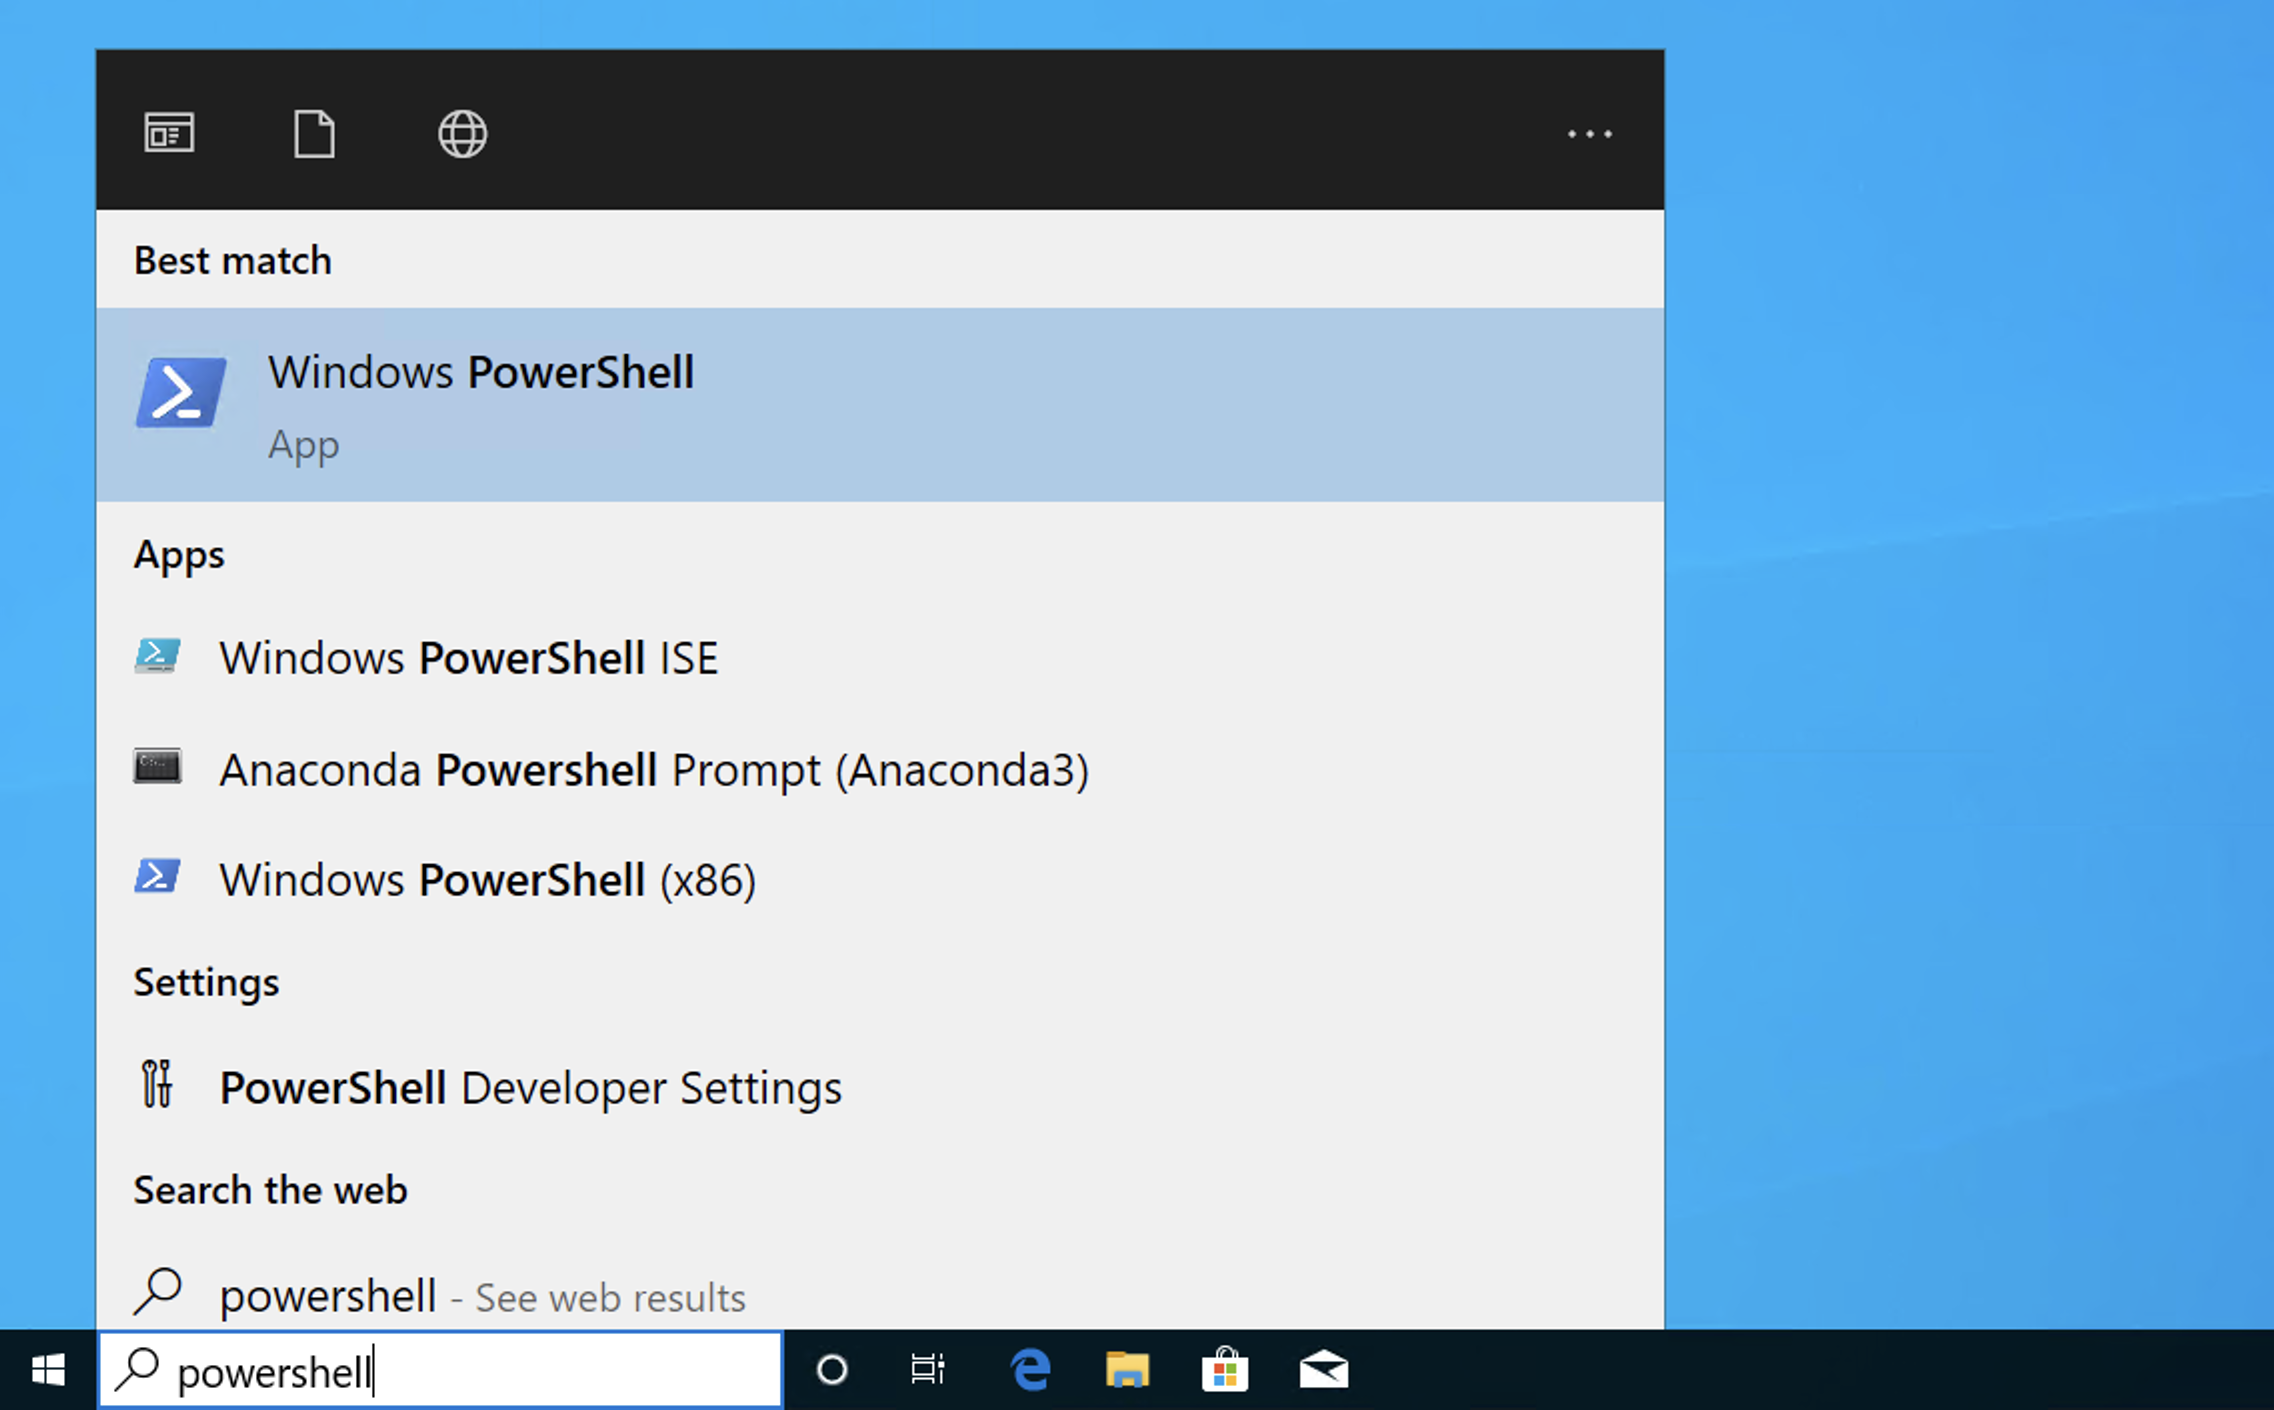 Best match
Windows PowerShell
App
Apps
Windows PowerShell ISE
Anaconda Powershell Prompt (Anaconda3)
Windows PowerShell (x86)
Settings
PowerShell Developer Settings
Search the web
powershell - See web results
powershell